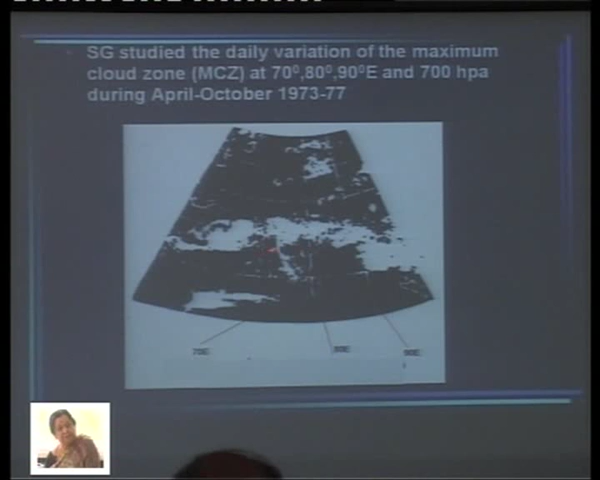 SG studied the daily variation of the maximum
cloud zone (MCZ) at 70⁰,80⁰,90⁰E and 700 hpa
during April-October 1973-77
70E 80E 90E